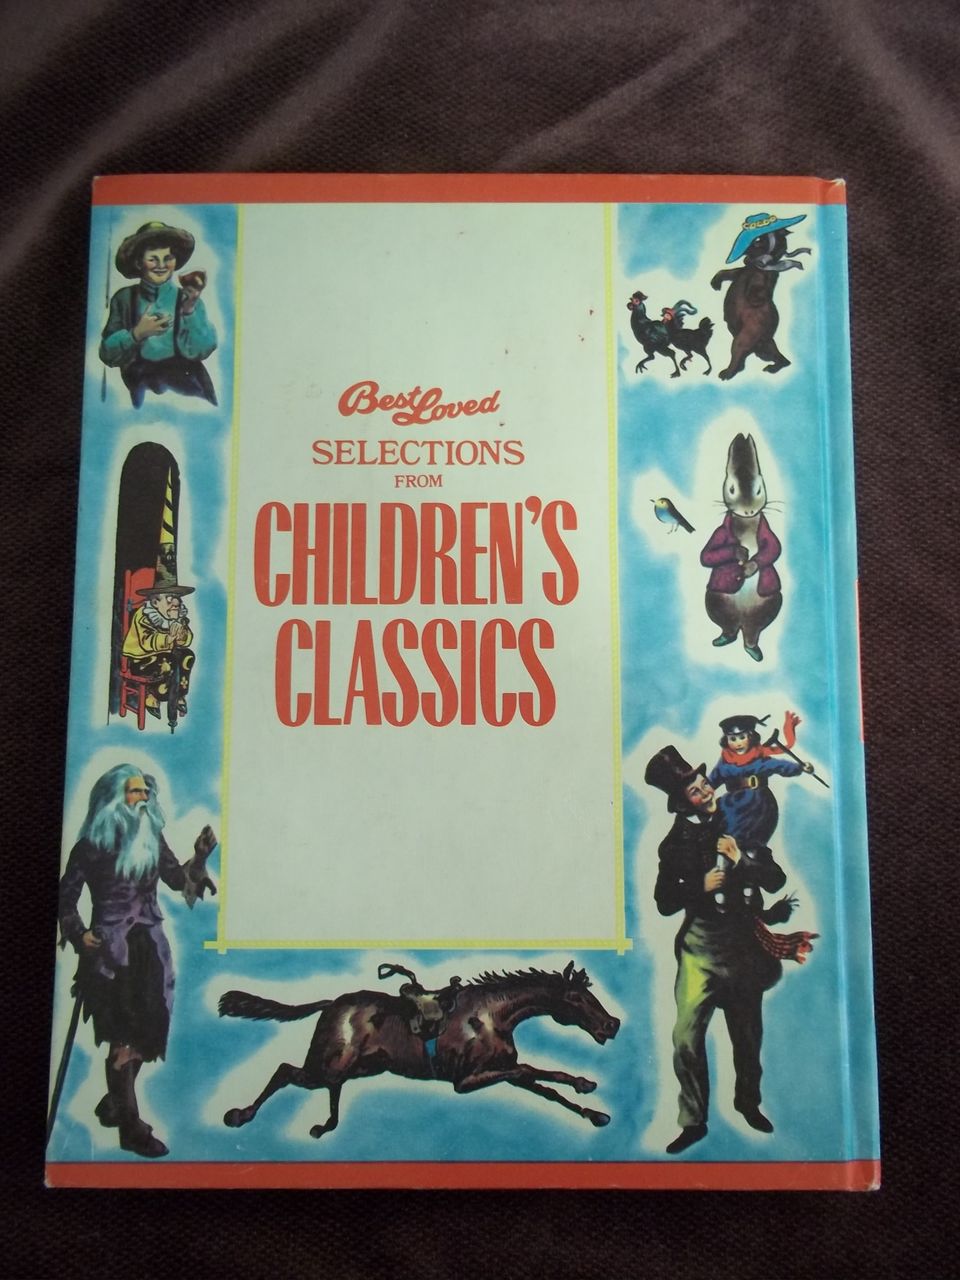 Best Loved
SELECTIONS
FROM
CHILDREN'S
CLASSICS